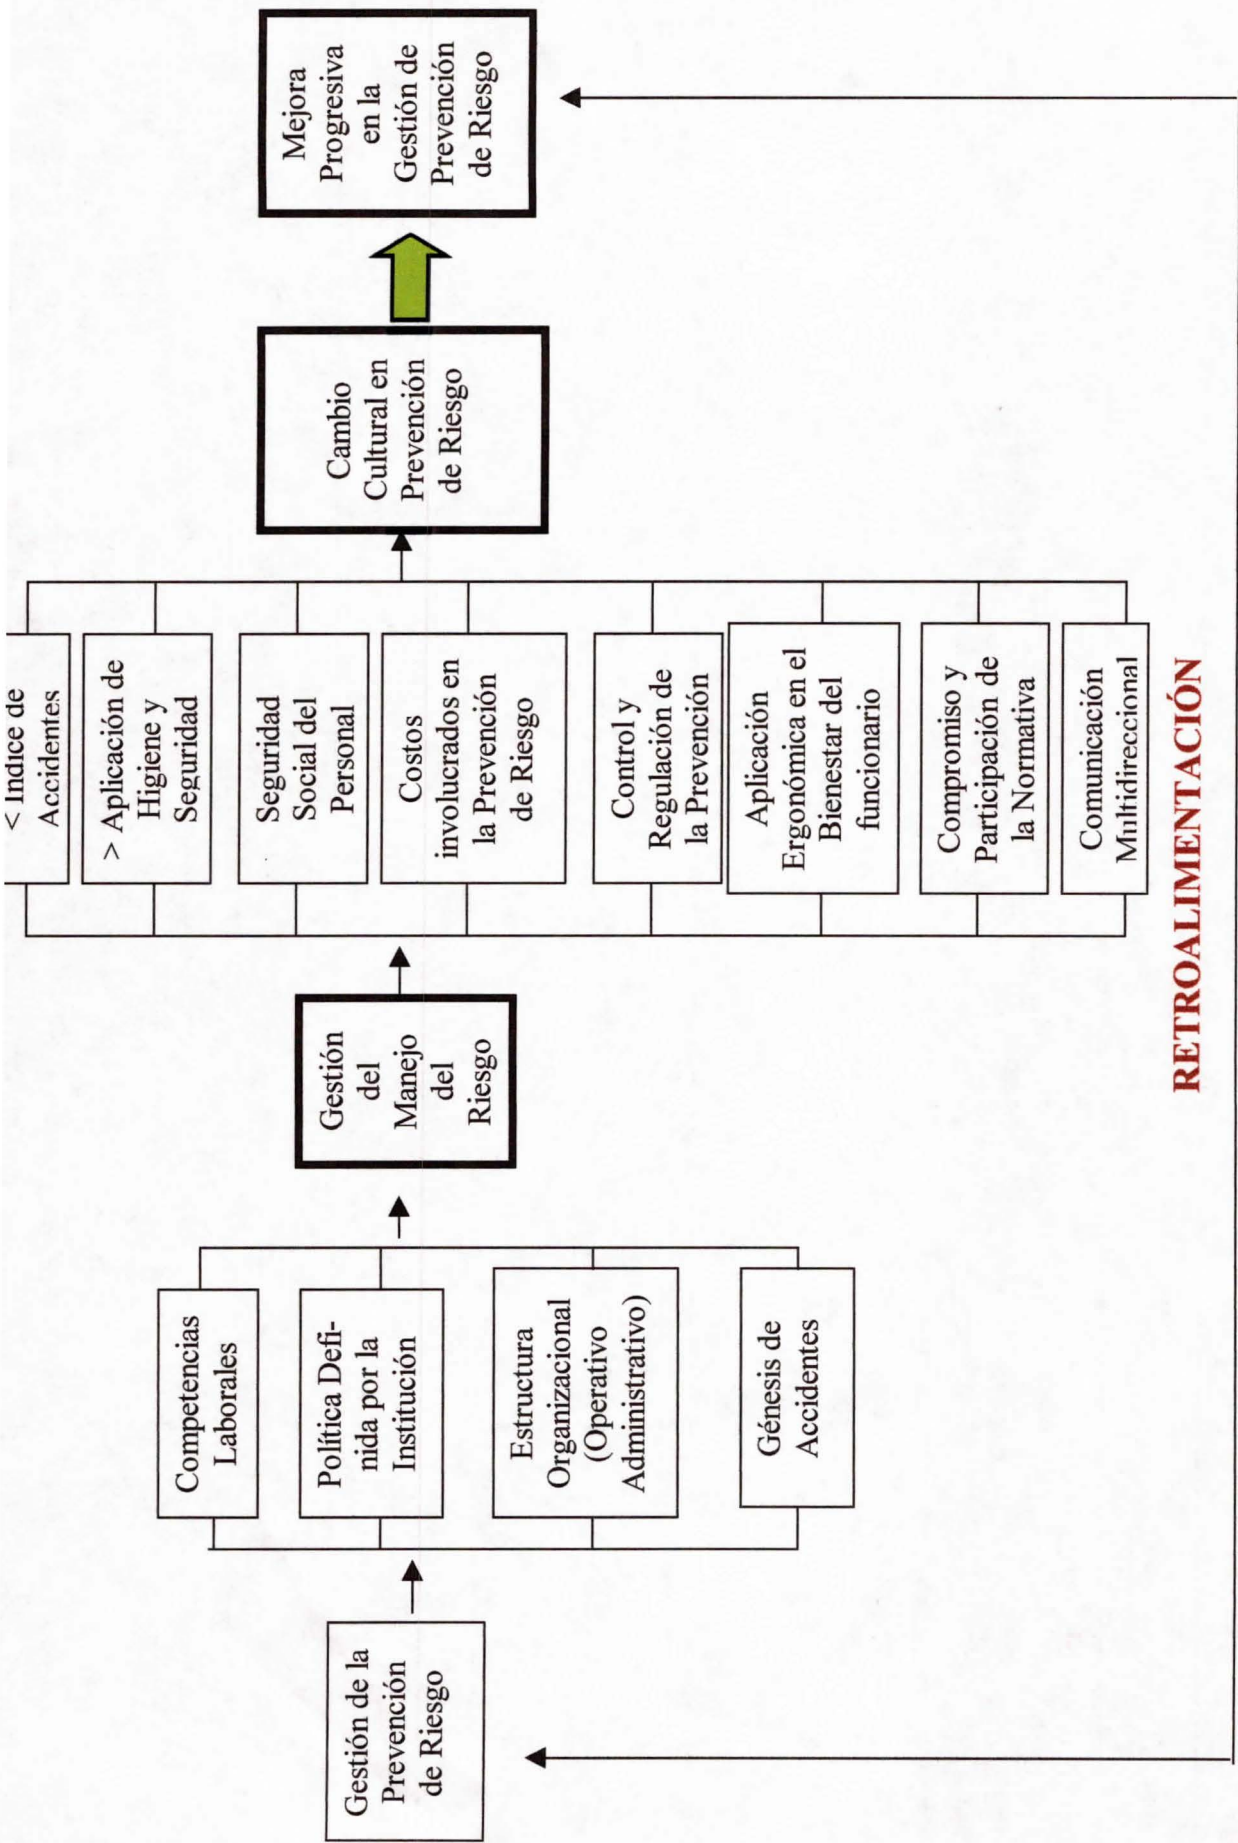 Gestión de la
Prevención
de Riesgo
Competencias
Laborales
Política Defi-
nida por la
Institución
Estructura
Organizacional
(Operativo
Administrativo)
Génesis de
Accidentes
Gestión
del
Manejo
del
Riesgo
< Indice de
Accidentes
> Aplicación de
Higiene y
Seguridad
Seguridad
Social del
Personal
Costos
involucrados en
la Prevención
de Riesgo
Control y
Regulación de
la Prevención
Aplicación
Ergonómica en el
Bienestar del
funcionario
Compromiso y
Participación de
la Normativa
Comunicación
Multidireccional
Cambio
Cultural en
Prevención
de Riesgo
Mejora
Progresiva
en la
Gestión de
Prevención
de Riesgo
RETROALIMENTACIÓN